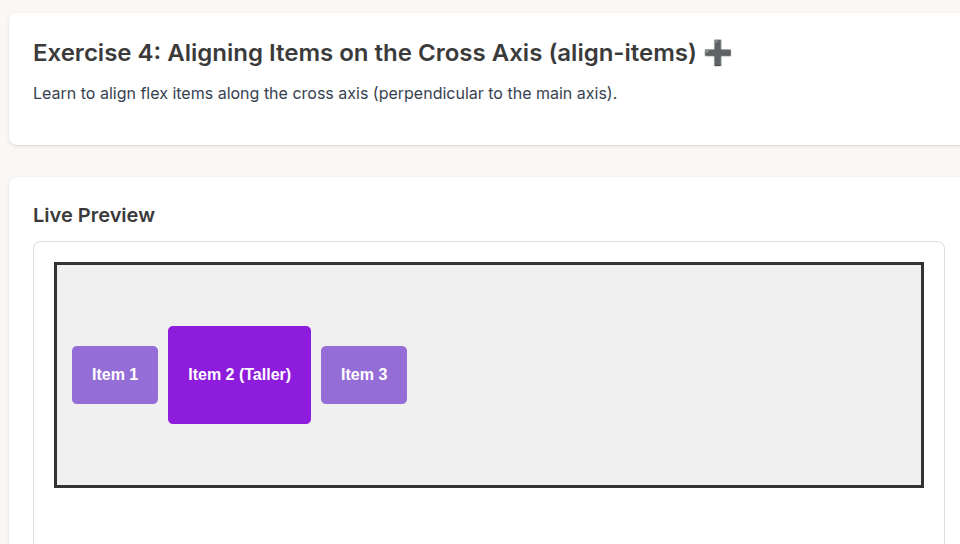 Exercise 4: Aligning Items on the Cross Axis (align-items) ➕
Learn to align flex items along the cross axis (perpendicular to the main axis).
Live Preview
Item 1
Item 2 (Taller)
Item 3